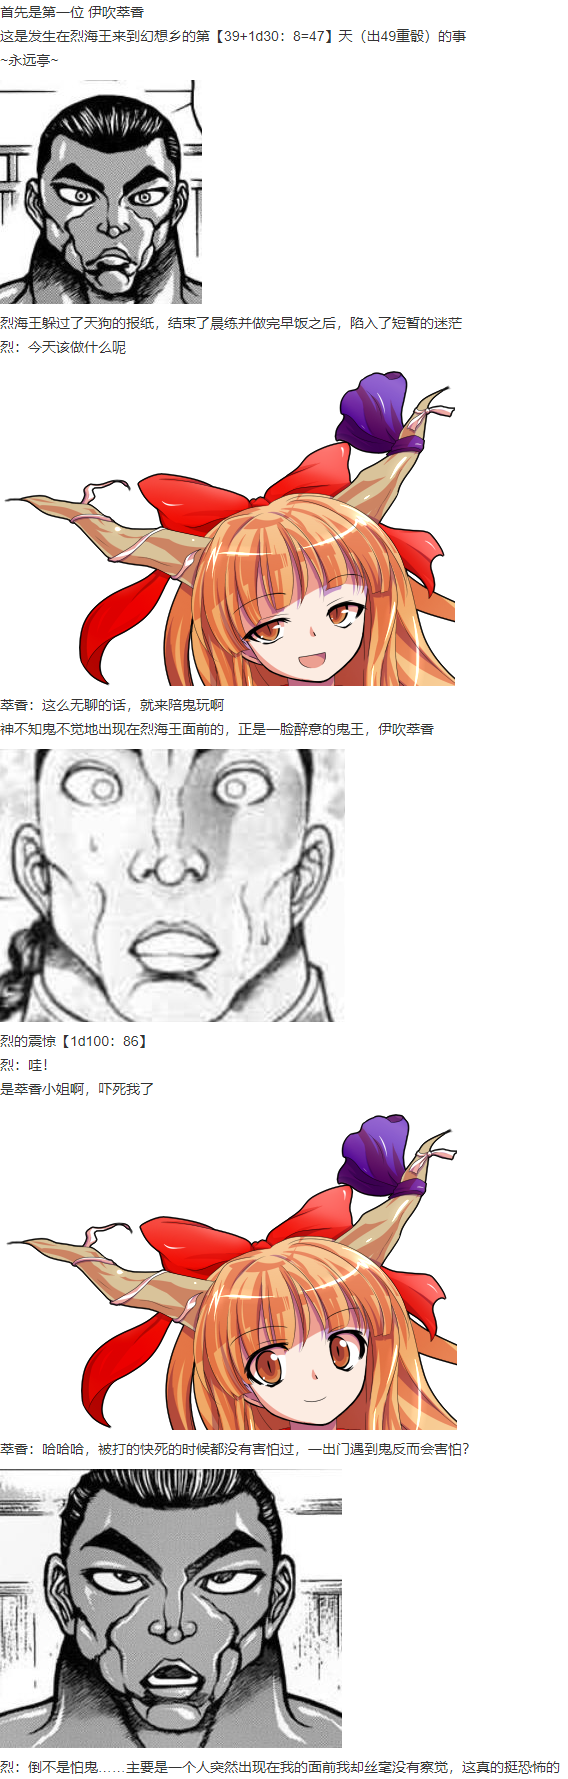 首先是第一位 伊吹萃香
这是发生在烈海王来到幻想乡的第【39+1d30：8=47】天（出49重骰）的事
~永远亭~
烈海王躲过了天狗的报纸，结束了晨练并做完早饭之后，陷入了短暂的迷茫
烈：今天该做什么呢
萃香：这么无聊的话，就来陪鬼玩啊
神不知鬼不觉地出现在烈海王面前的，正是一脸醉意的鬼王，伊吹萃香
烈的震惊【1d100：86】
烈：哇！
是萃香小姐啊，吓死我了
萃香：哈哈哈，被打的快死的时候都没有害怕过，一出门遇到鬼反而会害怕？
烈：倒不是怕鬼……主要是一个人突然出现在我的面前我却丝毫没有察觉，这真的挺恐怖的